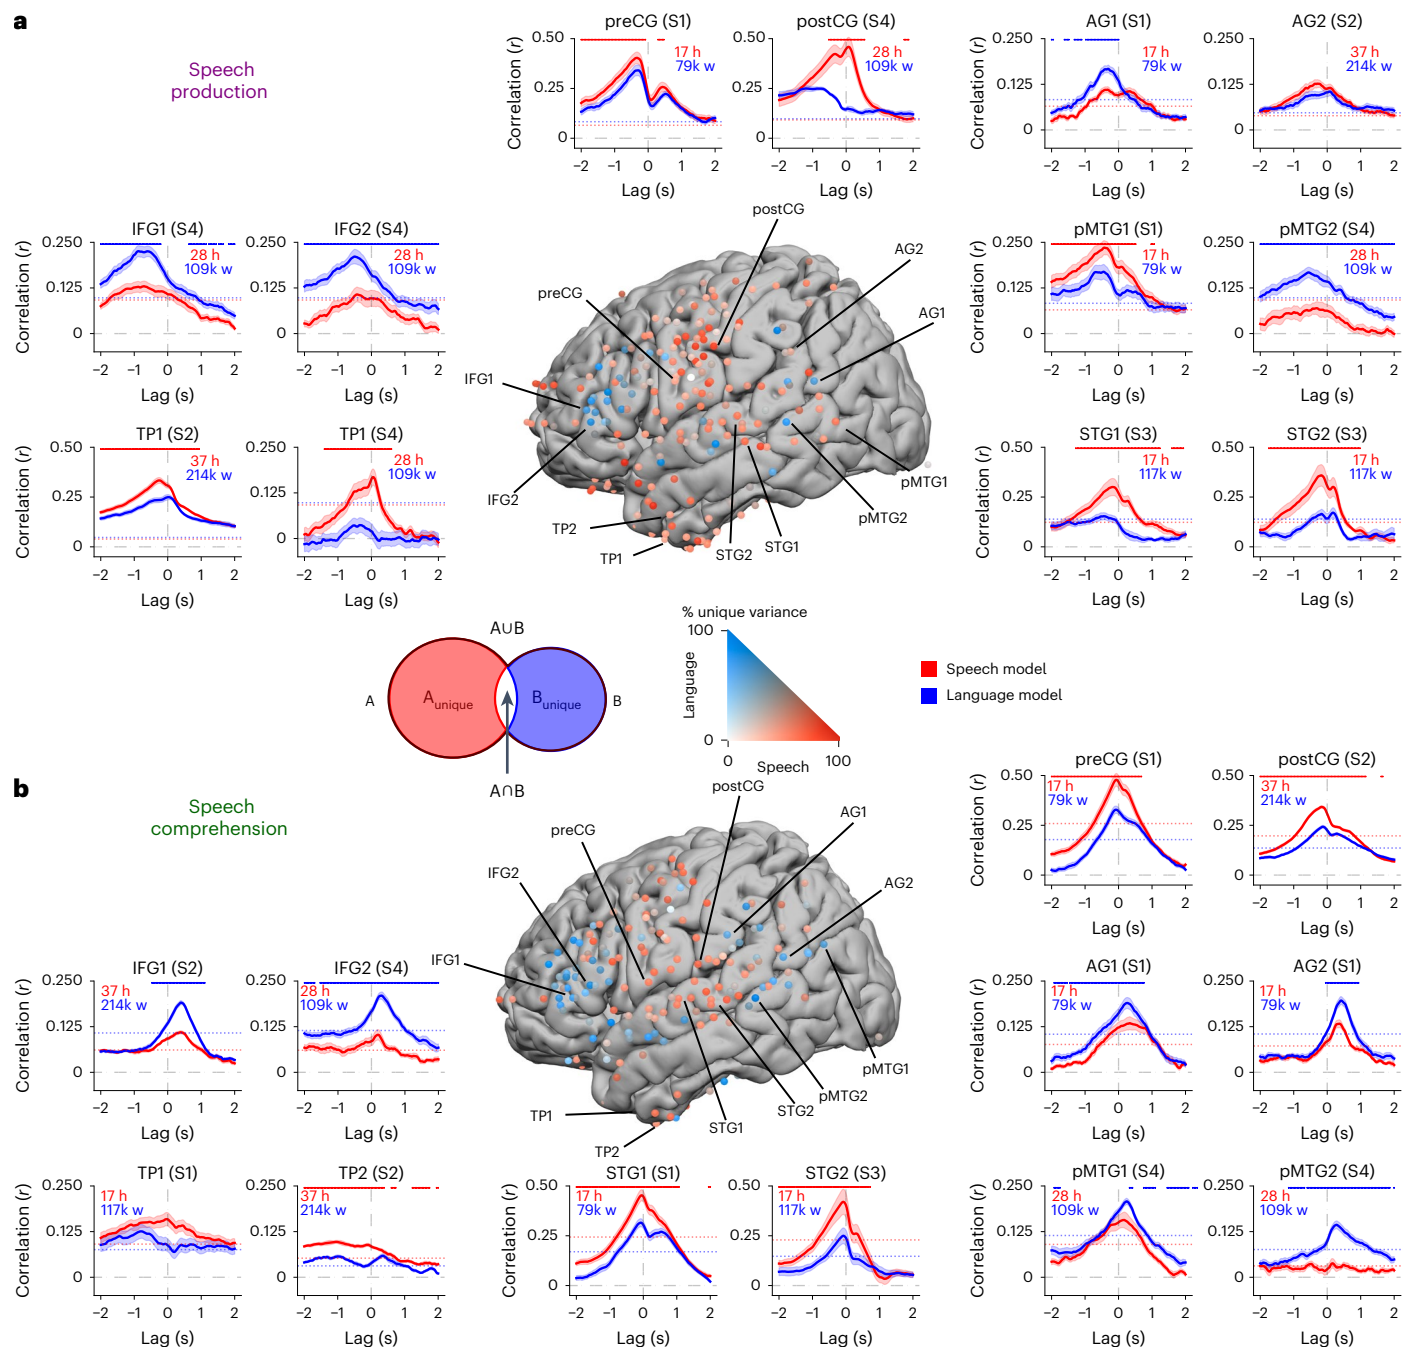 a
Speech
production
preCG (S1)
Correlation (r)
0.50
0.25
0
17 h
79k w
−2 −1 0 1 2
Lag (s)
postCG (S4)
0.50
0.25
0
28 h
109k w
−2 −1 0 1 2
Lag (s)
AG1 (S1)
Correlation (r)
0.250
0.125
0
17 h
79k w
−2 −1 0 1 2
Lag (s)
AG2 (S2)
0.250
0.125
0
37 h
214k w
−2 −1 0 1 2
Lag (s)
IFG1 (S4)
Correlation (r)
0.250
0.125
0
28 h
109k w
−2 −1 0 1 2
Lag (s)
IFG2 (S4)
0.250
0.125
0
28 h
109k w
−2 −1 0 1 2
Lag (s)
postCG
AG2
preCG
AG1
IFG1
IFG2
TP2
TP1
STG2
STG1
pMTG2
pMTG1
pMTG1 (S1)
Correlation (r)
0.250
0.125
0
17 h
79k w
−2 −1 0 1 2
Lag (s)
pMTG2 (S4)
0.250
0.125
0
28 h
109k w
−2 −1 0 1 2
Lag (s)
TP1 (S2)
Correlation (r)
0.50
0.25
0
37 h
214k w
−2 −1 0 1 2
Lag (s)
TP1 (S4)
0.250
0.125
0
28 h
109k w
−2 −1 0 1 2
Lag (s)
STG1 (S3)
Correlation (r)
0.50
0.25
0
17 h
117k w
−2 −1 0 1 2
Lag (s)
STG2 (S3)
0.50
0.25
0
17 h
117k w
−2 −1 0 1 2
Lag (s)
A∪B
A
Aunique
Bunique
B
A∩B
% unique variance
100
Language
0
0 100
Speech
Speech model
Language model
b
Speech
comprehension
postCG
AG1
preCG
IFG2
AG2
IFG1
TP1
TP2
STG1
STG2
pMTG2
pMTG1
preCG (S1)
Correlation (r)
0.50
0.25
0
17 h
79k w
−2 −1 0 1 2
Lag (s)
postCG (S2)
0.50
0.25
0
37 h
214k w
−2 −1 0 1 2
Lag (s)
IFG1 (S2)
Correlation (r)
0.250
0.125
0
37 h
214k w
−2 −1 0 1 2
Lag (s)
IFG2 (S4)
0.250
0.125
0
28 h
109k w
−2 −1 0 1 2
Lag (s)
AG1 (S1)
Correlation (r)
0.250
0.125
0
17 h
79k w
−2 −1 0 1 2
Lag (s)
AG2 (S1)
0.250
0.125
0
17 h
79k w
−2 −1 0 1 2
Lag (s)
TP1 (S1)
Correlation (r)
0.250
0.125
0
17 h
117k w
−2 −1 0 1 2
Lag (s)
TP2 (S2)
0.250
0.125
0
37 h
214k w
−2 −1 0 1 2
Lag (s)
STG1 (S1)
Correlation (r)
0.50
0.25
0
17 h
79k w
−2 −1 0 1 2
Lag (s)
STG2 (S3)
0.50
0.25
0
17 h
117k w
−2 −1 0 1 2
Lag (s)
pMTG1 (S4)
Correlation (r)
0.250
0.125
0
28 h
109k w
−2 −1 0 1 2
Lag (s)
pMTG2 (S4)
0.250
0.125
0
28 h
109k w
−2 −1 0 1 2
Lag (s)